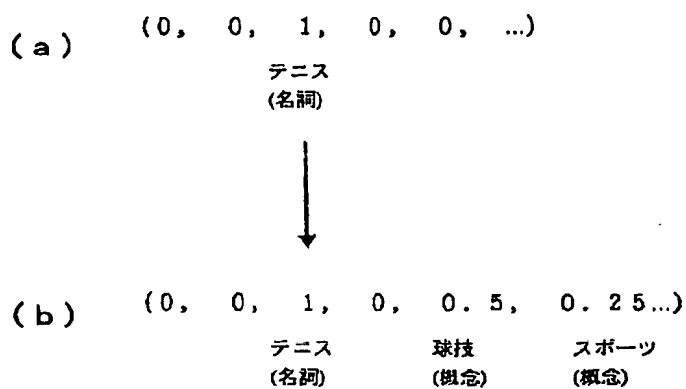 (a) (0, 0, 1, 0, 0, …)
テニス
(名詞)
(b) (0, 0, 1, 0, 0.5, 0.25…)
テニス 球技 スポーツ
(名詞) (概念) (概念)